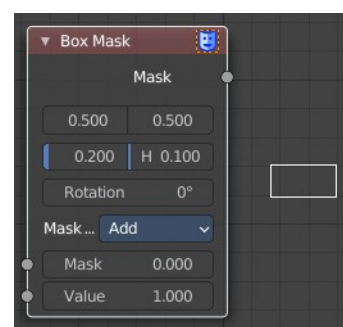 Box Mask
Mask
0.500 0.500
0.200 H 0.100
Rotation 0°
Mask ... Add
Mask 0.000
Value 1.000